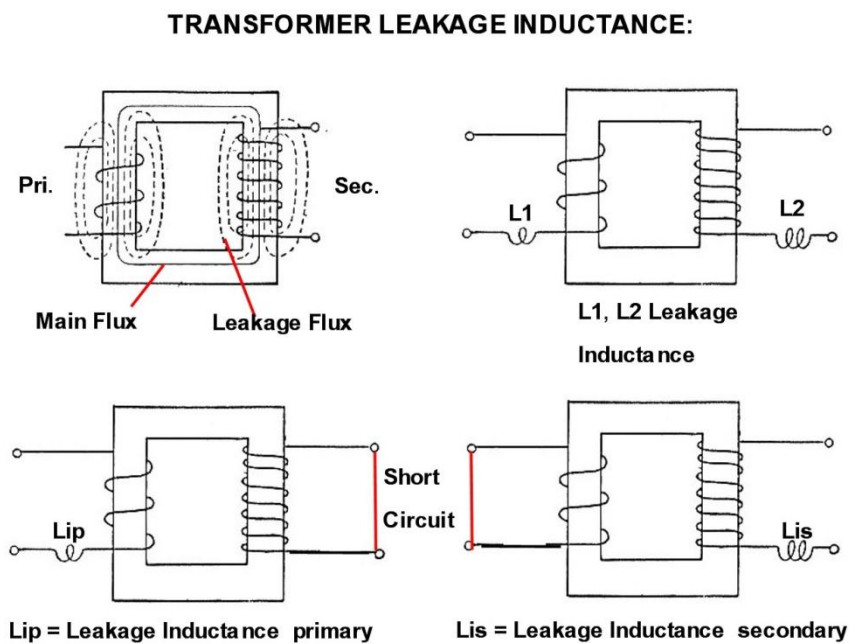 TRANSFORMER LEAKAGE INDUCTANCE:
Pri.
Sec.
Main Flux
Leakage Flux
L1
L2
L1, L2 Leakage
Inductance
Lip
Short
Circuit
Lip = Leakage Inductance primary
Lis
Lis = Leakage Inductance secondary